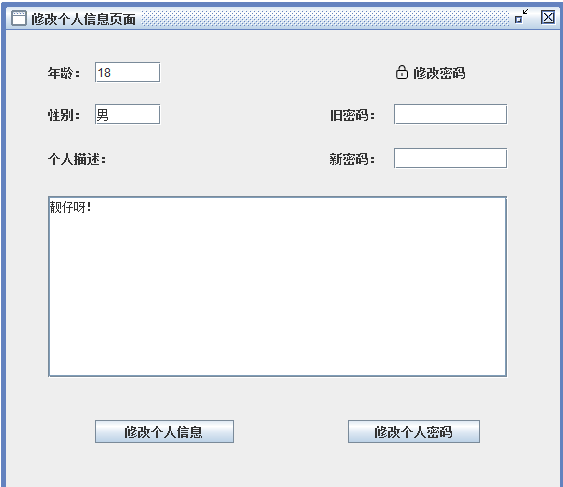 修改个人信息页面
年龄： 18 修改密码
性别： 男 旧密码：
个人描述： 新密码：
靓仔呀！
修改个人信息 修改个人密码